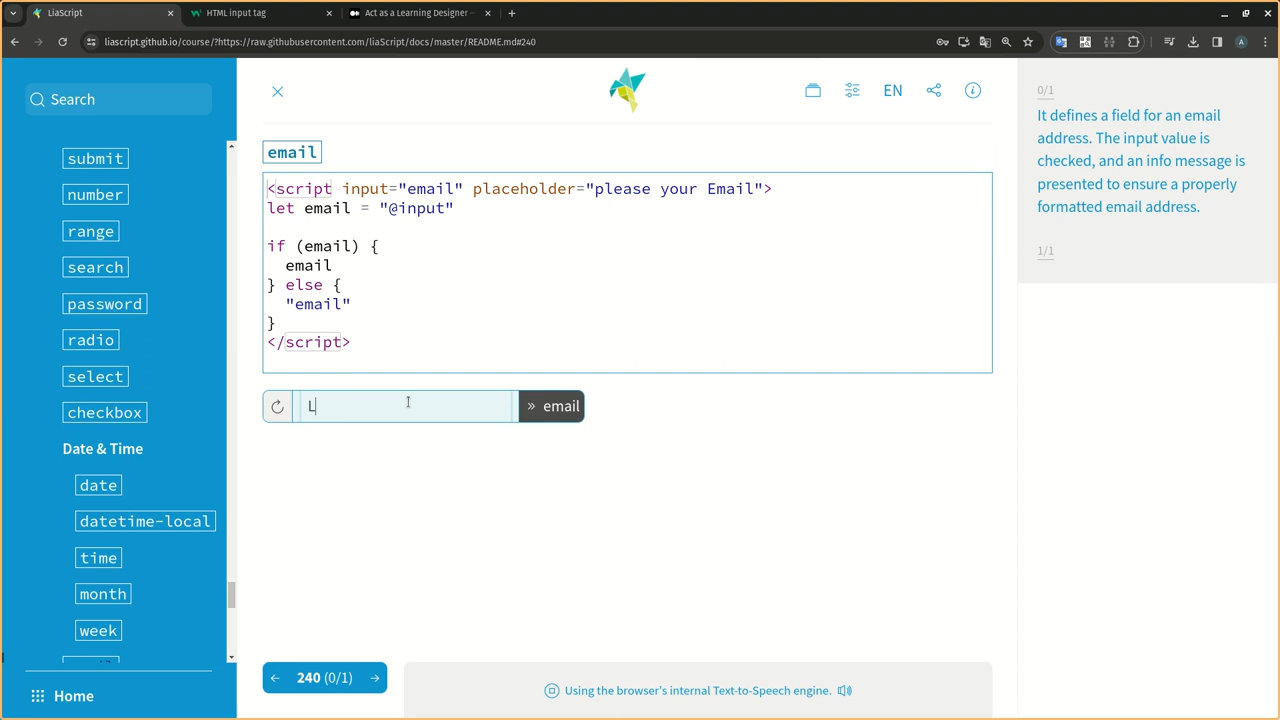 LiaScript
HTML input tag
Act as a Learning Designer
liascript.github.io/course/?https://raw.githubusercontent.com/liaScript/docs/master/README.md#240
A
Search
submit
number
range
search
password
radio
select
checkbox
Date & Time
date
datetime-local
time
month
week
Home
EN
email
<script input="email" placeholder="please your Email">
let email = "@input"
if (email) {
email
} else {
"email"
}
</script>
L
» email
240 (0/1)
Using the browser's internal Text-to-Speech engine.
0/1
It defines a field for an email
address. The input value is
checked, and an info message is
presented to ensure a properly
formatted email address.
1/1